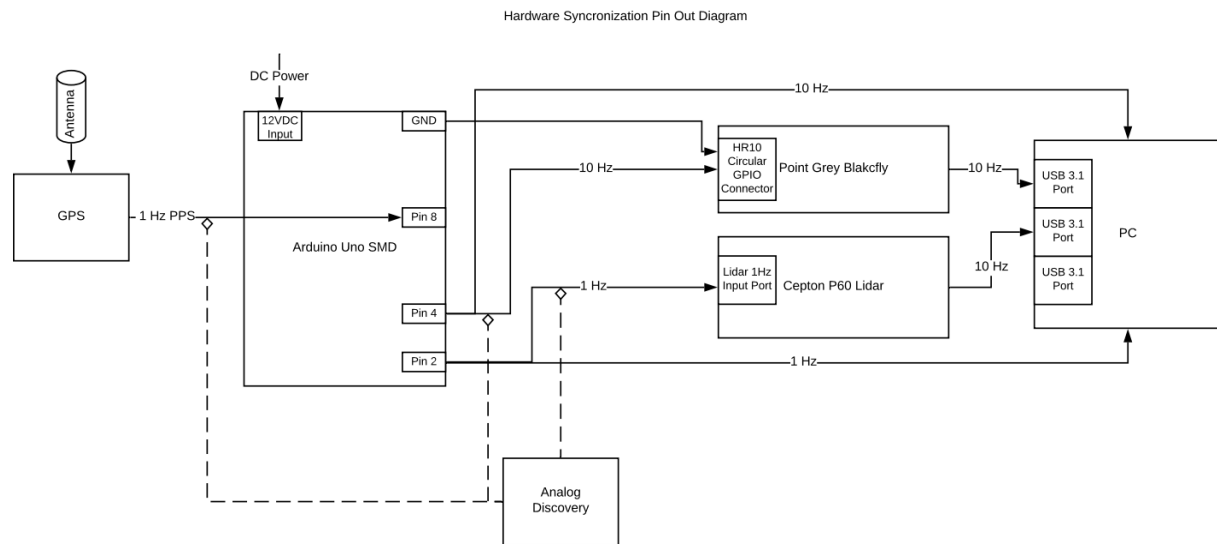 Hardware Syncronization Pin Out Diagram
DC Power
Antenna
12VDC
Input
GND
10 Hz
HR10
Circular
GPIO
Connector
Point Grey Blakcfly
10 Hz
10 Hz
USB 3.1
Port
GPS
1 Hz PPS
Pin 8
Arduino Uno SMD
USB 3.1
Port
PC
Lidar 1Hz
Input Port
Cepton P60 Lidar
10 Hz
USB 3.1
Port
1 Hz
Pin 4
Pin 2
1 Hz
Analog
Discovery